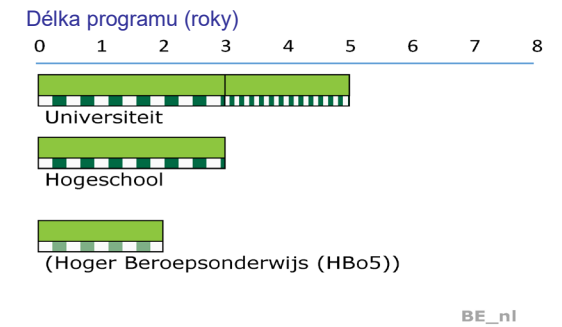 Délka programu (roky)
0 1 2 3 4 5 6 7 8
Universiteit
Hogeschool
(Hoger Beroepsonderwijs (HBo5))
BE_nl